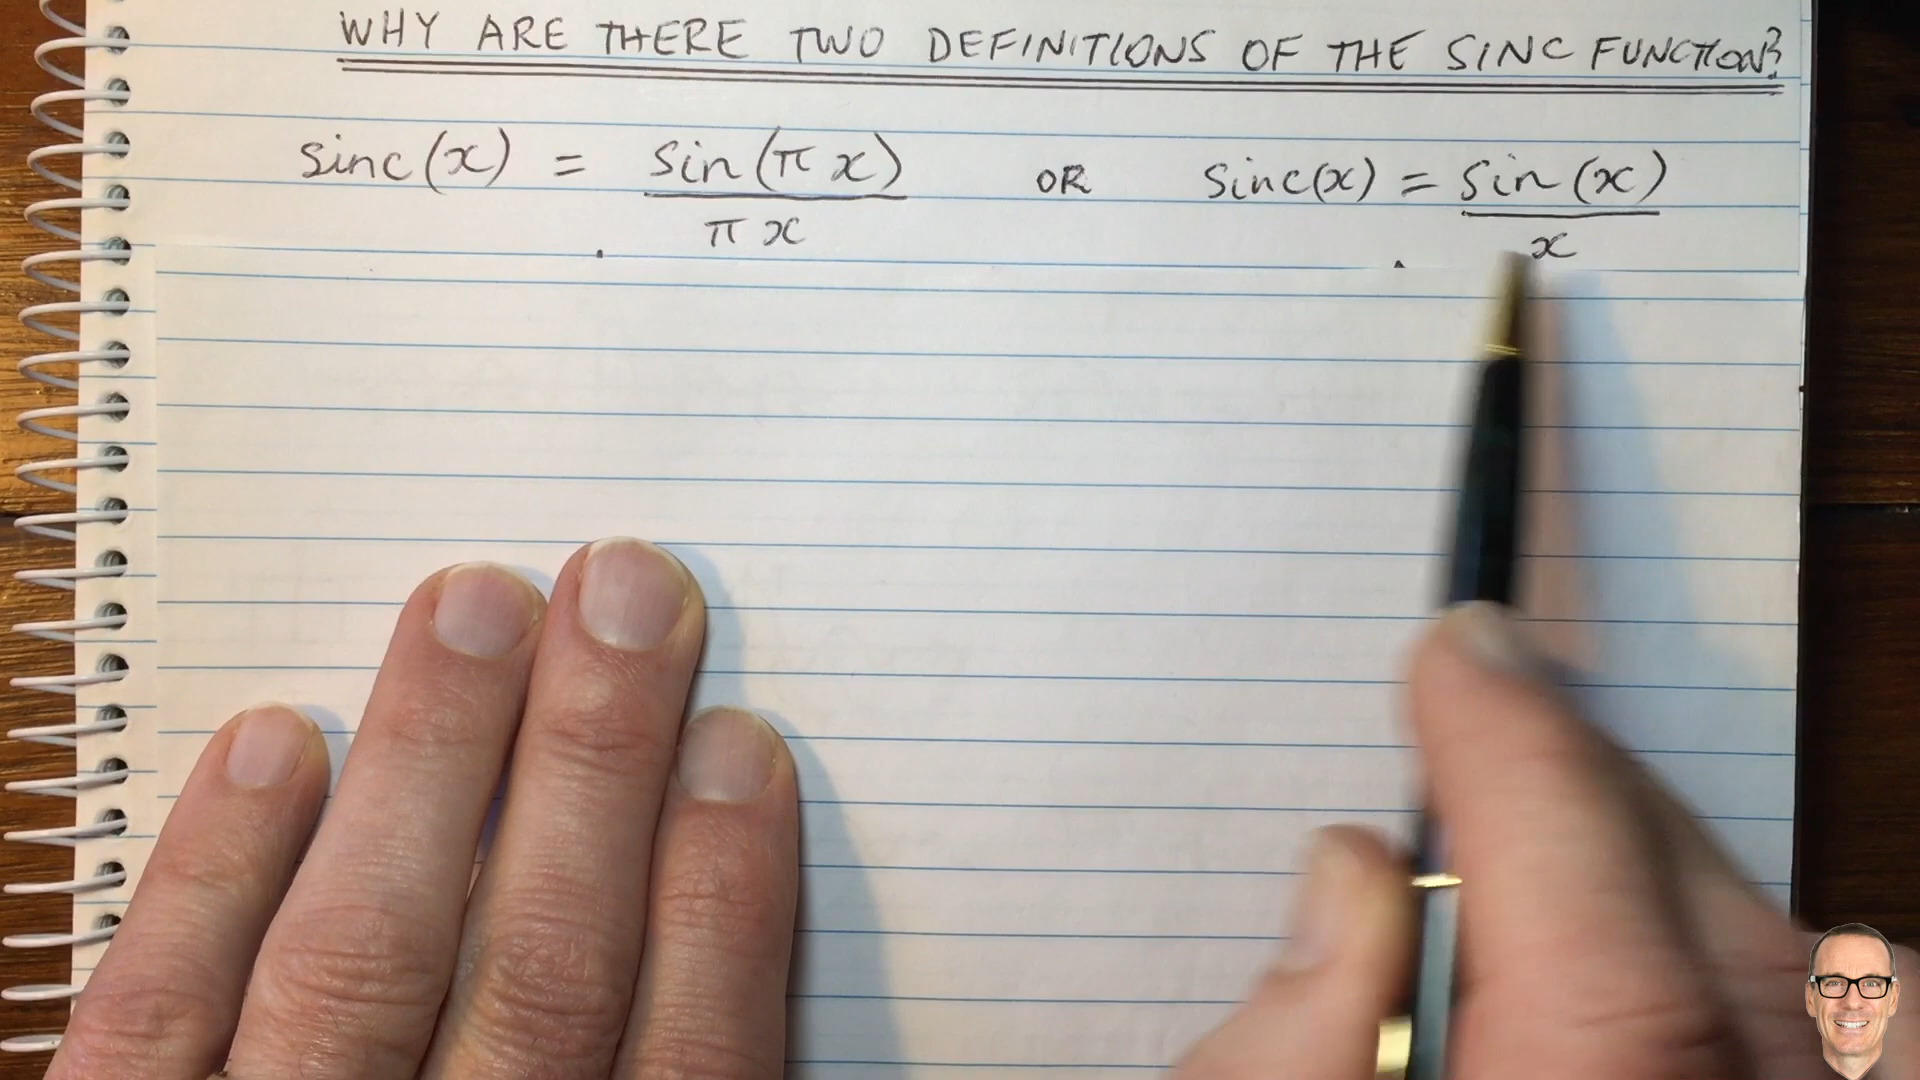 WHY ARE THERE TWO DEFINITIONS OF THE SINC FUNCTION?
sinc(x) = sin(πx)/πx OR sinc(x) = sin(x)/x